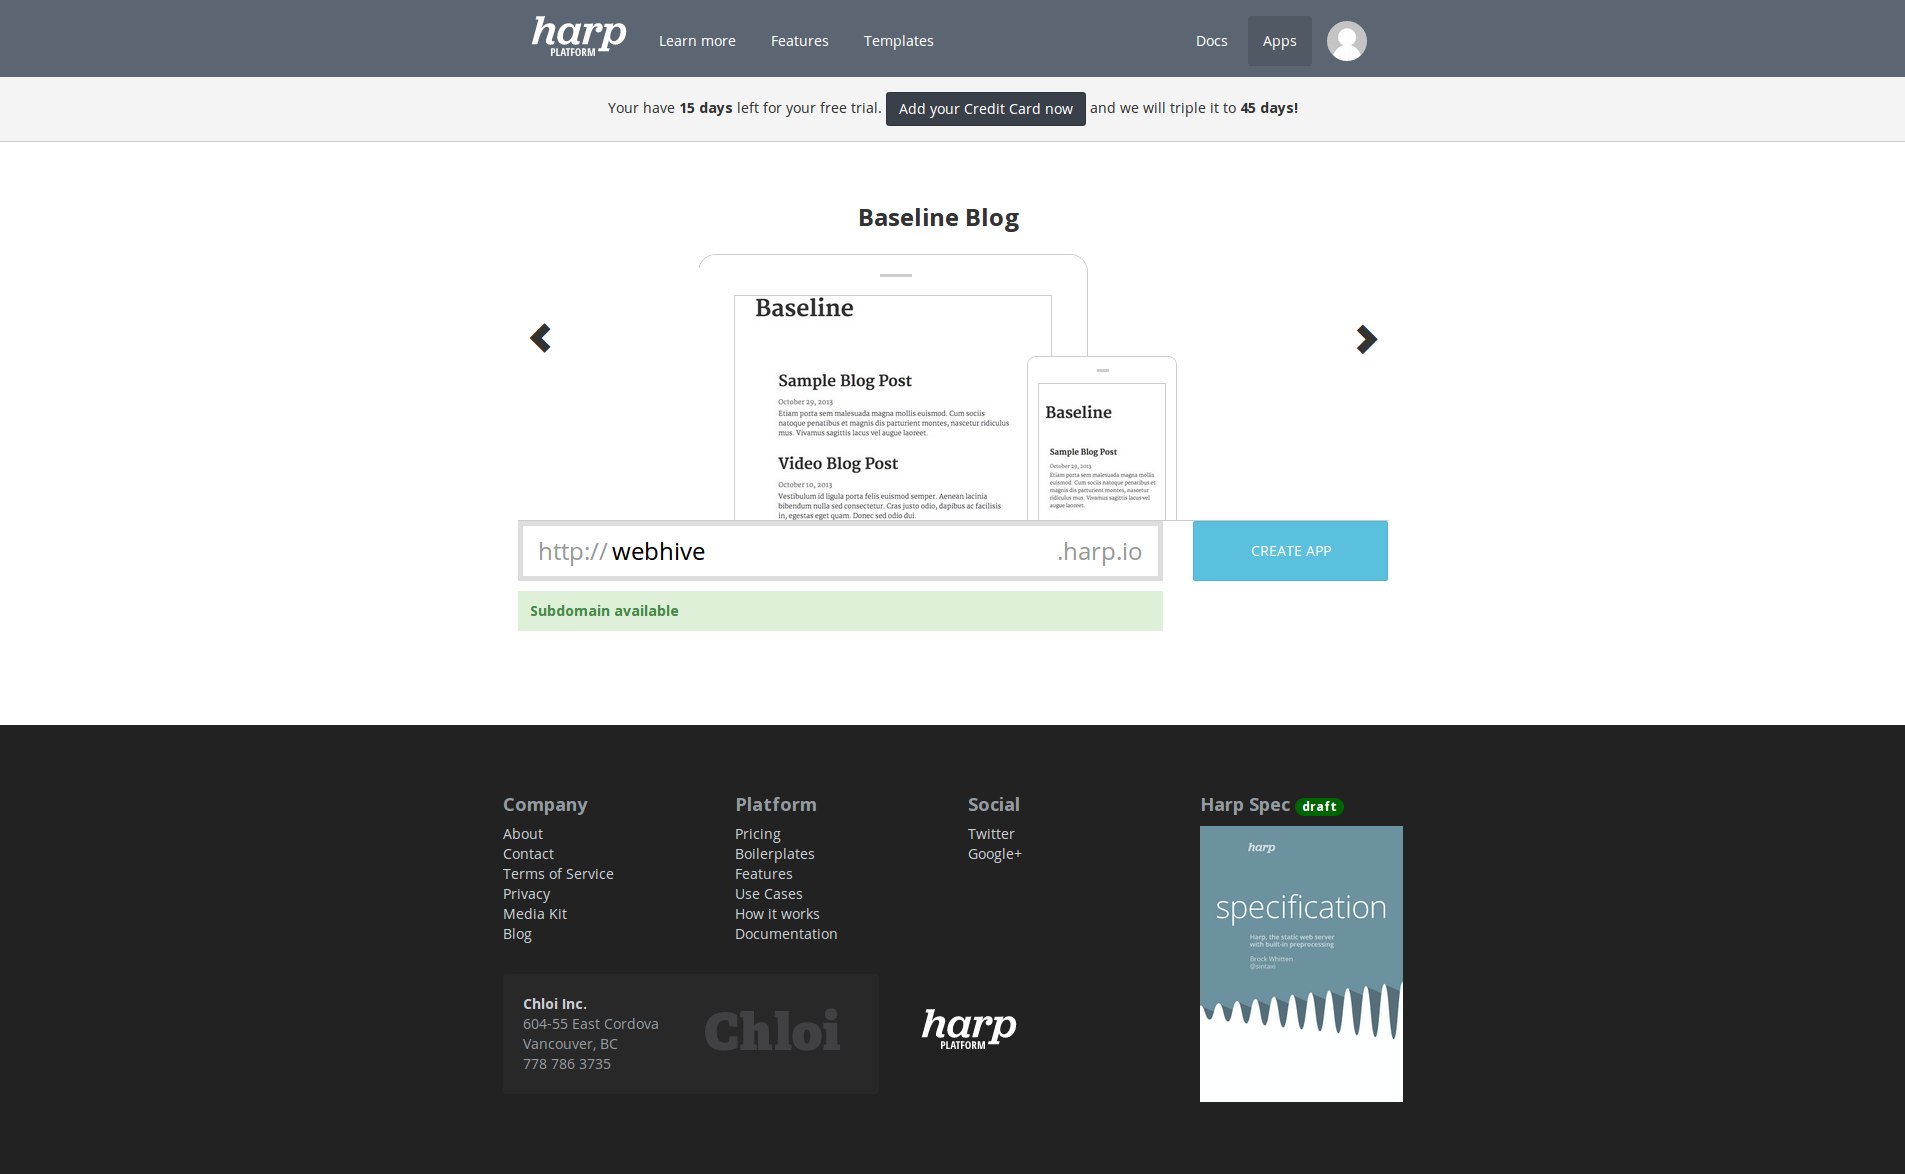 harp
PLATFORM
Learn more
Features
Templates
Docs
Apps
Your have 15 days left for your free trial. Add your Credit Card now and we will triple it to 45 days!
Baseline Blog
Baseline
Sample Blog Post
October 29, 2013
Etiam porta sem malesuada magna mollis euismod. Cum sociis
natoque penatibus et magnis dis parturient montes, nascetur ridiculus
mus. Vivamus sagittis lacus vel augue laoreet.
Video Blog Post
October 10, 2013
Vestibulum id ligula porta felis euismod semper. Aenean lacinia
bibendum nulla sed consectetur. Cras justo odio, dapibus ac facilisis
in, egestas eget quam. Donec sed odio dui.
Baseline
Sample Blog Post
October 29, 2013
Etiam porta sem malesuada magna mollis
euismod. Cum sociis natoque penatibus et
magnis dis parturient montes, nascetur
ridiculus mus. Vivamus sagittis lacus vel
augue laoreet.
http:// webhive .harp.io
CREATE APP
Subdomain available
Company
About
Contact
Terms of Service
Privacy
Media Kit
Blog
Platform
Pricing
Boilerplates
Features
Use Cases
How it works
Documentation
Social
Twitter
Google+
Harp Spec draft
harp
specification
Harp, the static web server
with built-in preprocessing
Brock Whitten
@sintaxi
Chloi Inc.
604-55 East Cordova
Vancouver, BC
778 786 3735
Chloi
harp
PLATFORM